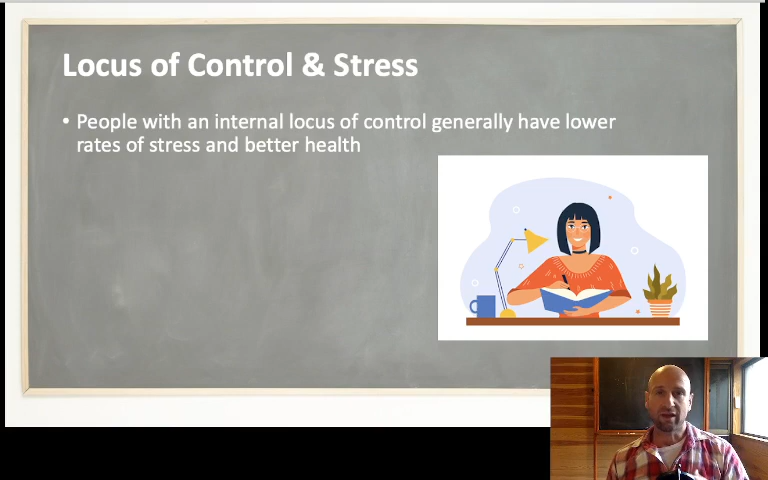 Locus of Control & Stress
• People with an internal locus of control generally have lower
rates of stress and better health